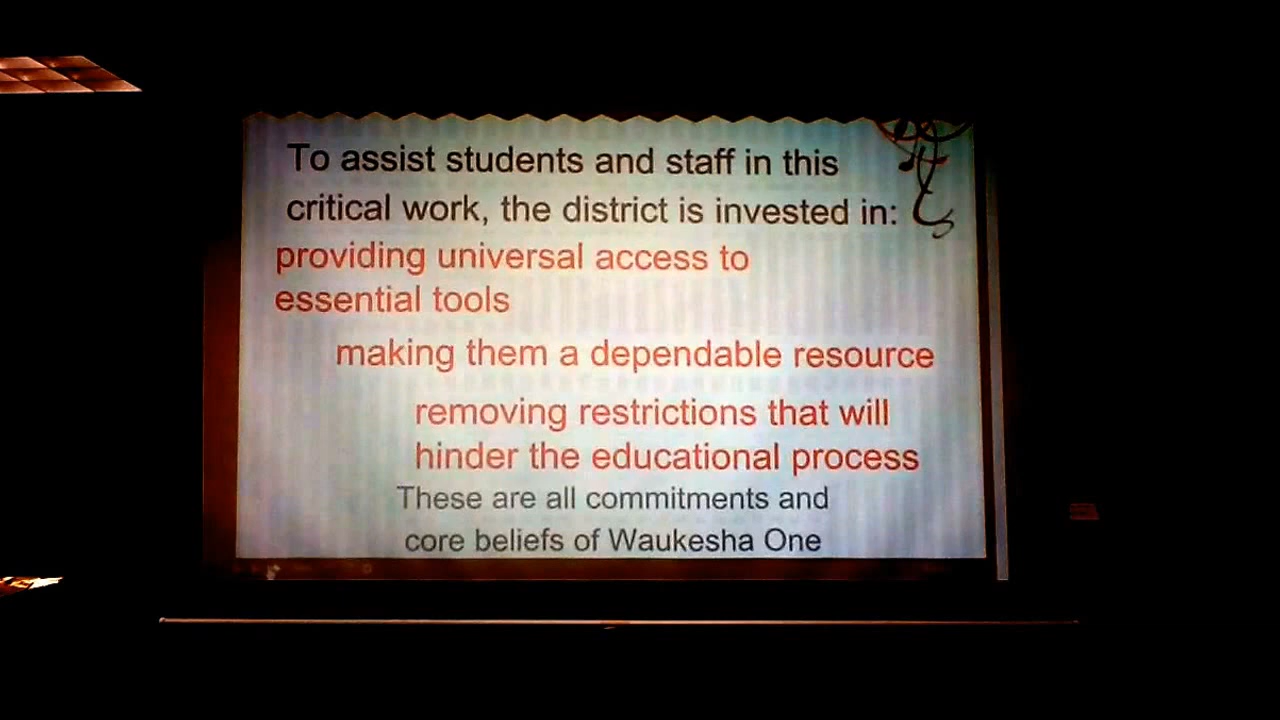 To assist students and staff in this
critical work, the district is invested in:
providing universal access to
essential tools
making them a dependable resource
removing restrictions that will
hinder the educational process
These are all commitments and
core beliefs of Waukesha One